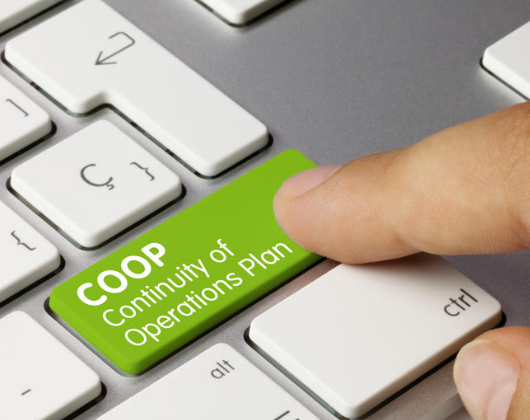 ]
Ç }
{
COOP
Continuity of
Operations Plan
-
alt
ctrl